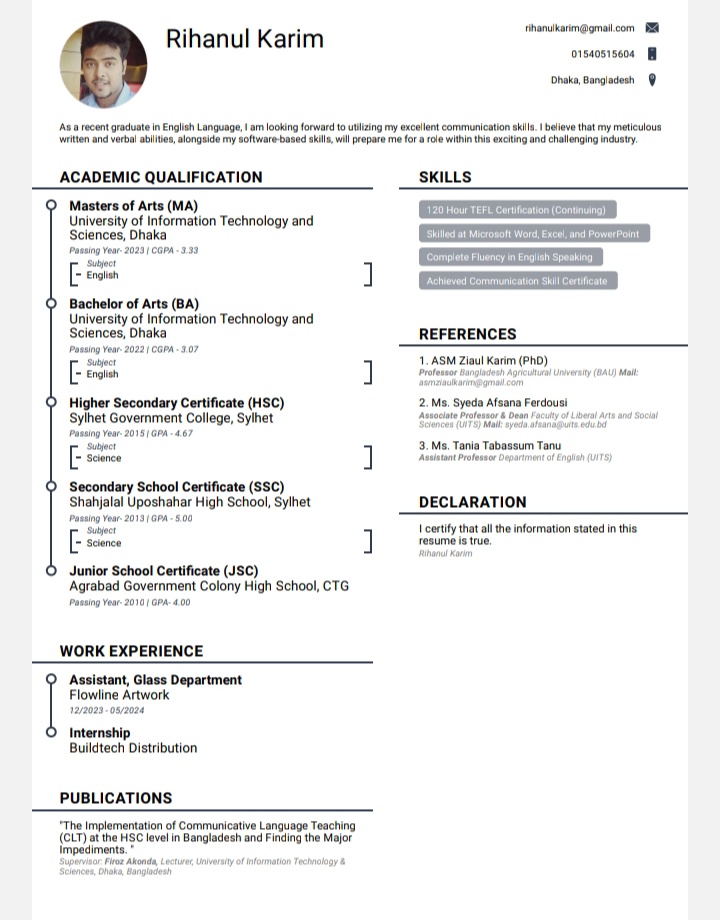 Rihanul Karim
rihanulkarim@gmail.com
01540515604
Dhaka, Bangladesh
As a recent graduate in English Language, I am looking forward to utilizing my excellent communication skills. I believe that my meticulous
written and verbal abilities, alongside my software-based skills, will prepare me for a role within this exciting and challenging industry.
ACADEMIC QUALIFICATION
Masters of Arts (MA)
University of Information Technology and
Sciences, Dhaka
Passing Year- 2023 | CGPA - 3.33
Subject
- English
Bachelor of Arts (BA)
University of Information Technology and
Sciences, Dhaka
Passing Year- 2022 | CGPA - 3.07
Subject
- English
Higher Secondary Certificate (HSC)
Sylhet Government College, Sylhet
Passing Year- 2015 | GPA - 4.67
Subject
- Science
Secondary School Certificate (SSC)
Shahjalal Uposhahar High School, Sylhet
Passing Year- 2013 | GPA - 5.00
Subject
- Science
Junior School Certificate (JSC)
Agrabad Government Colony High School, CTG
Passing Year- 2010 | GPA- 4.00
WORK EXPERIENCE
Assistant, Glass Department
Flowline Artwork
12/2023 - 05/2024
Internship
Buildtech Distribution
PUBLICATIONS
"The Implementation of Communicative Language Teaching
(CLT) at the HSC level in Bangladesh and Finding the Major
Impediments. "
Supervisor: Firoz Akonda, Lecturer, University of Information Technology &
Sciences, Dhaka, Bangladesh
SKILLS
120 Hour TEFL Certification (Continuing)
Skilled at Microsoft Word, Excel, and PowerPoint
Complete Fluency in English Speaking
Achieved Communication Skill Certificate
REFERENCES
1. ASM Ziaul Karim (PhD)
Professor Bangladesh Agricultural University (BAU) Mail:
asmziaulkarim@gmail.com
2. Ms. Syeda Afsana Ferdousi
Associate Professor & Dean Faculty of Liberal Arts and Social
Sciences (UITS) Mail: syeda.afsana@uits.edu.bd
3. Ms. Tania Tabassum Tanu
Assistant Professor Department of English (UITS)
DECLARATION
I certify that all the information stated in this
resume is true.
Rihanul Karim